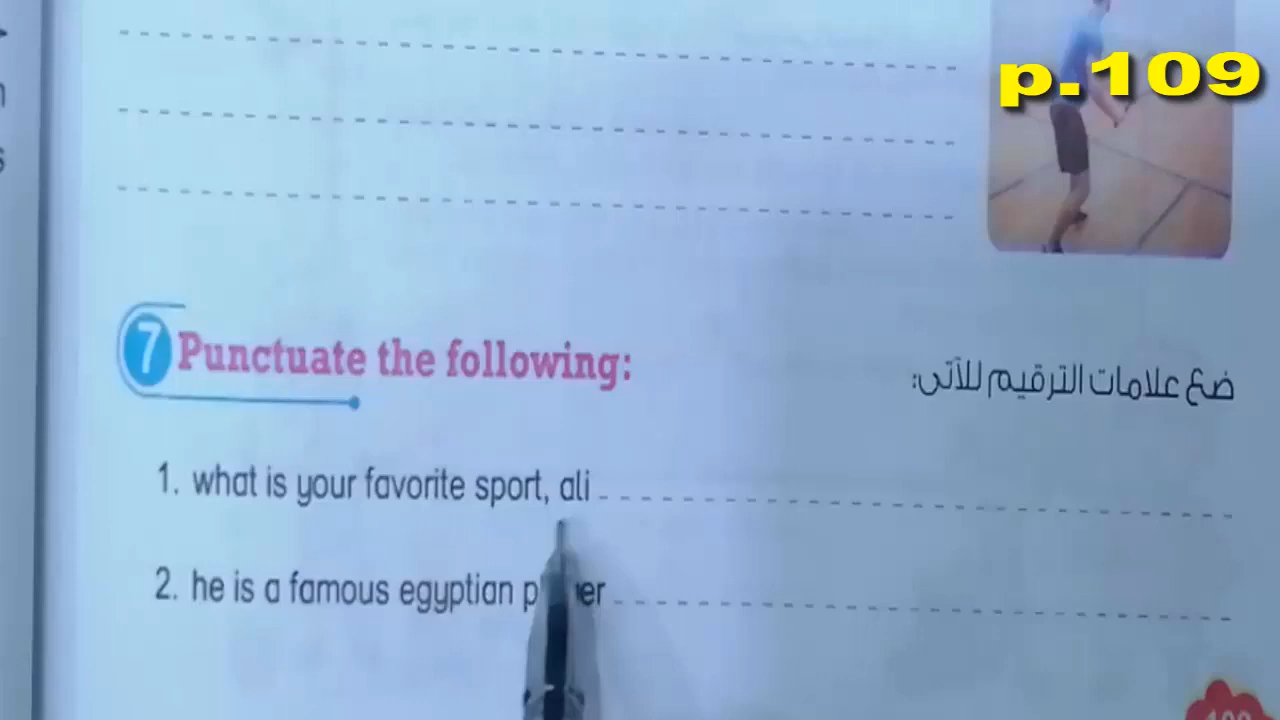 p.109
7 Punctuate the following:
ضع علامات الترقيم للآتى:
1. what is your favorite sport, ali
2. he is a famous egyptian